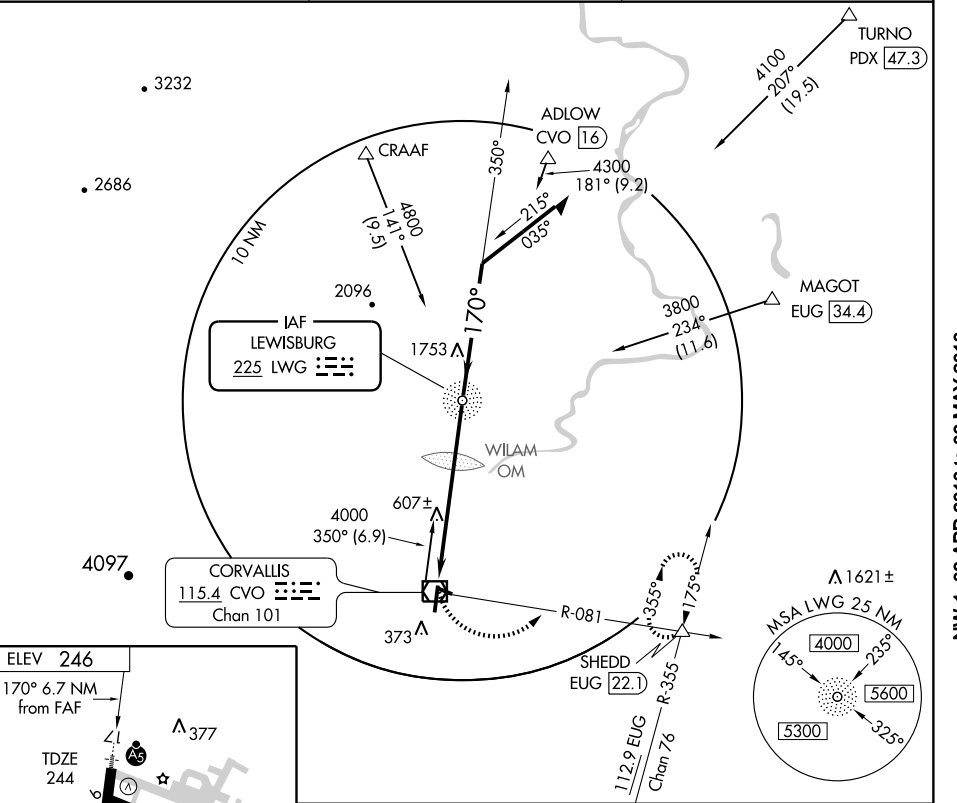 TURNO
PDX 47.3
4100
207°
(19.5)
3232
ADLOW
CVO 16
350°
CRAAF
4300
181° (9.2)
2686
4800
141°
(9.5)
215°
035°
10 NM
2096
170°
MAGOT
EUG 34.4
3800
234°
(11.6)
IAF
LEWISBURG
225 LWG
1753
WILAM
OM
607±
4000
350° (6.9)
4097
CORVALLIS
115.4 CVO
Chan 101
R-081
355°
175°
1621±
373
SHEDD
EUG 22.1
R-355
112.9 EUG
Chan 76
MSA LWG 25 NM
145°
4000
235°
5600
5300
325°
ELEV 246
170° 6.7 NM
from FAF
377
17
A5
TDZE
244